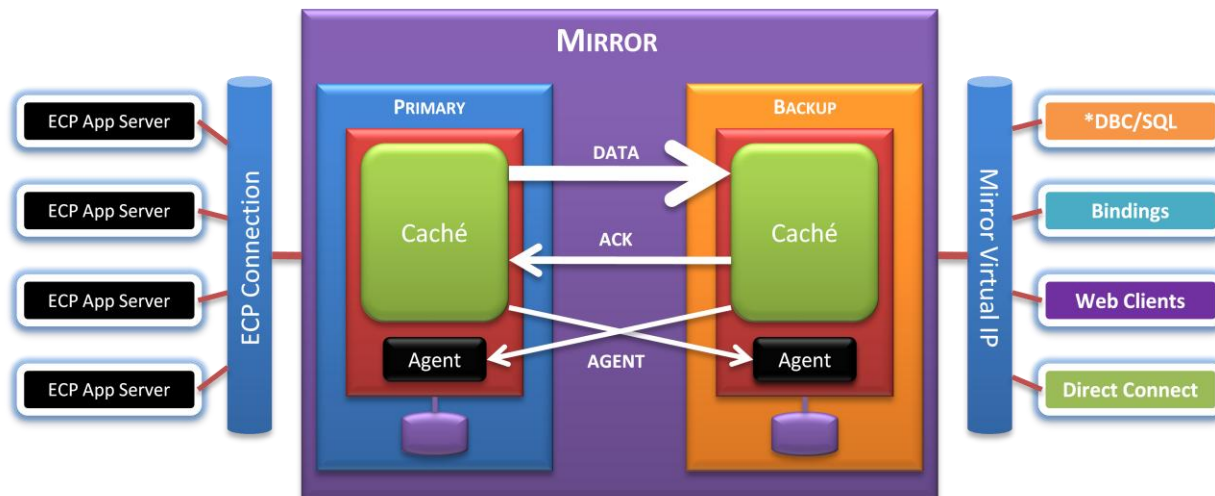 MIRROR
ECP App Server
ECP App Server
ECP App Server
ECP App Server
ECP Connection
PRIMARY
Caché
Agent
DATA
ACK
AGENT
BACKUP
Caché
Agent
Mirror Virtual IP
*DBC/SQL
Bindings
Web Clients
Direct Connect